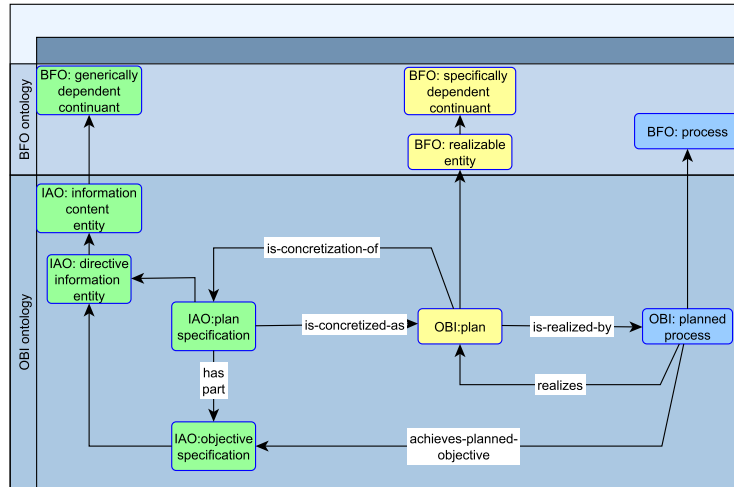 BFO ontology
BFO: generically
dependent
continuant
BFO: specifically
dependent
continuant
BFO: realizable
entity
BFO: process
OBI ontology
IAO: information
content
entity
IAO: directive
information
entity
is-concretization-of
IAO:plan
specification
is-concretized-as
OBI:plan
is-realized-by
OBI: planned
process
has
part
realizes
IAO:objective
specification
achieves-planned-
objective